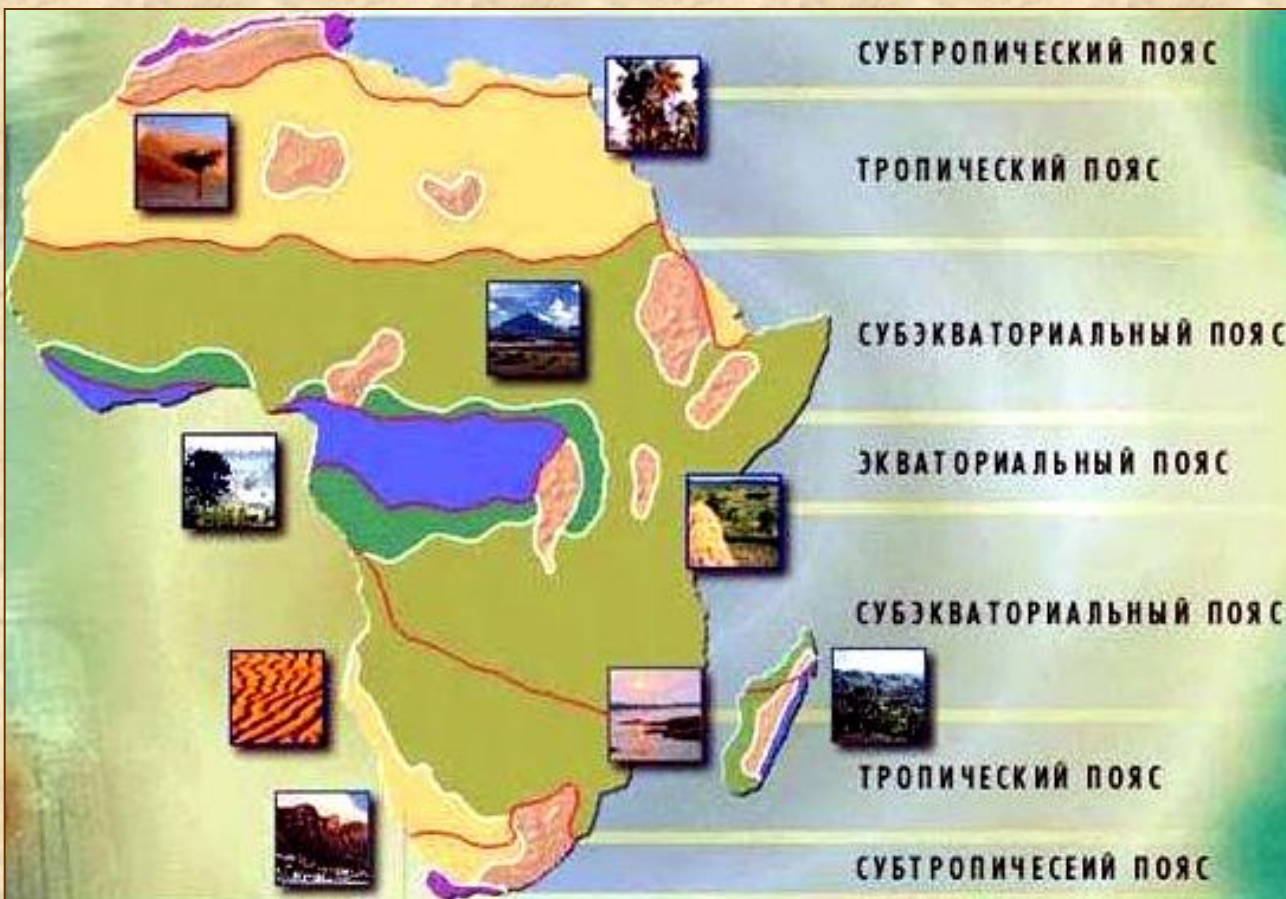 СУБТРОПИЧЕСКИЙ ПОЯС
ТРОПИЧЕСКИЙ ПОЯС
СУБЭКВАТОРИАЛЬНЫЙ ПОЯС
ЭКВАТОРИАЛЬНЫЙ ПОЯС
СУБЭКВАТОРИАЛЬНЫЙ ПОЯС
ТРОПИЧЕСКИЙ ПОЯС
СУБТРОПИЧЕСЕИЙ ПОЯС